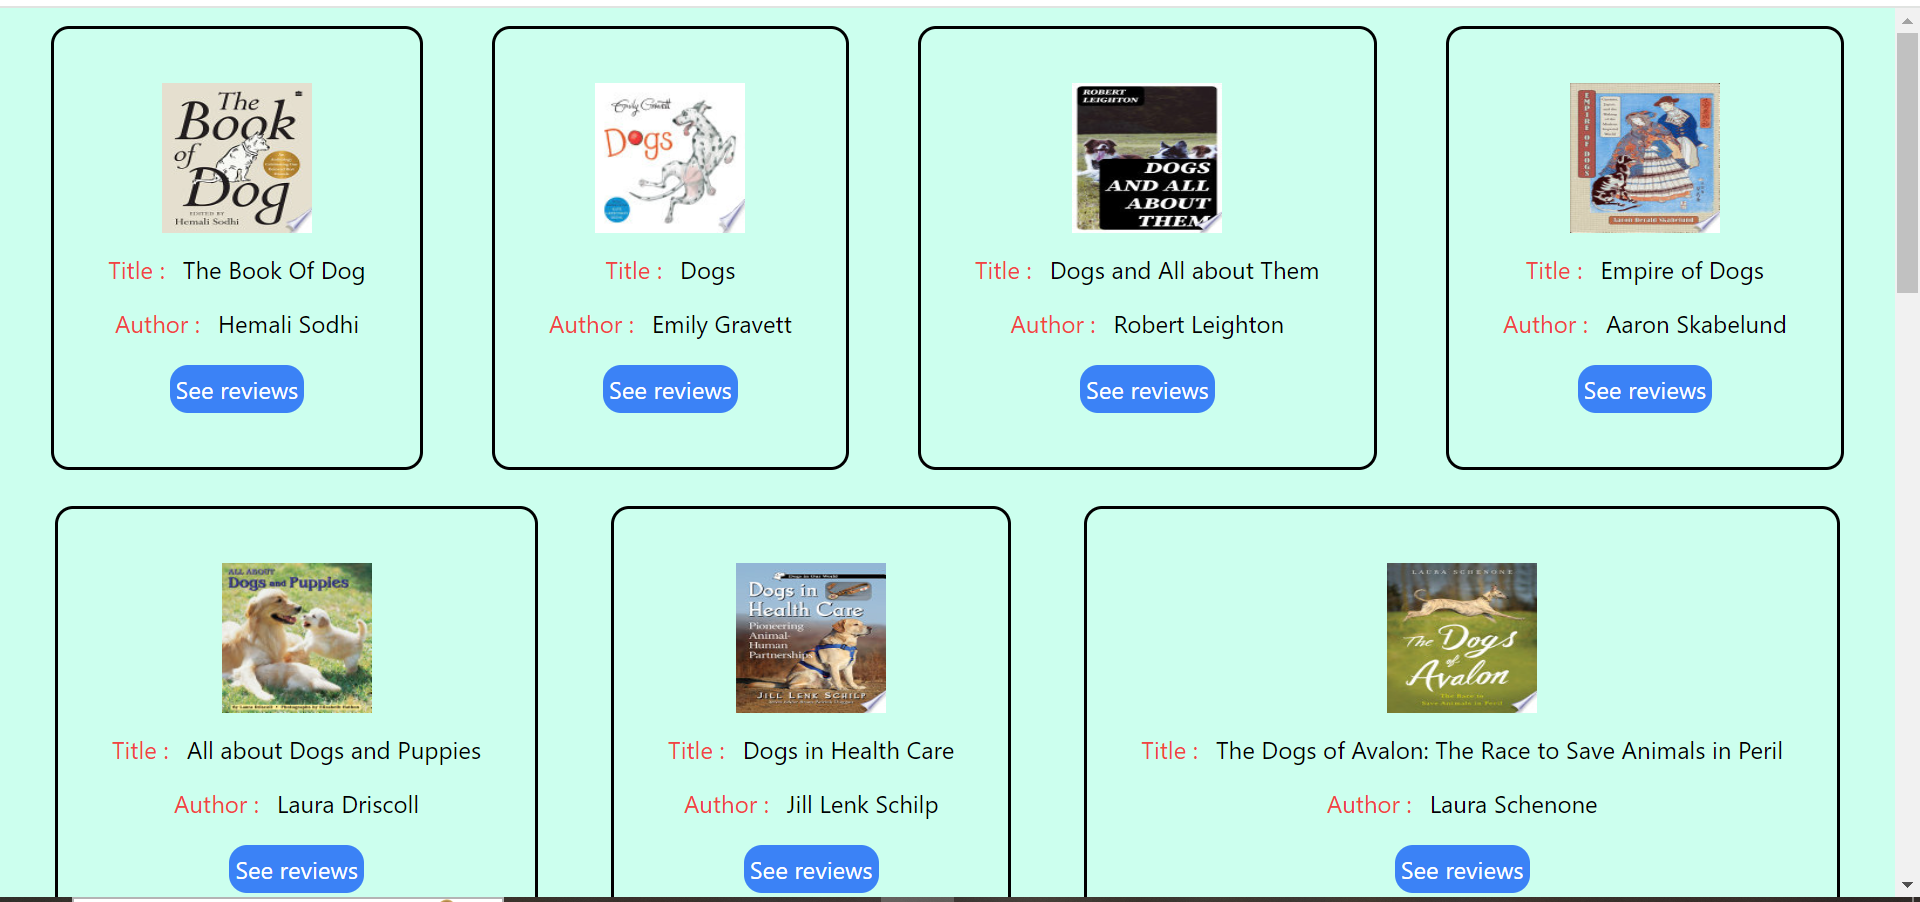 The
Book
of
Dog
EDITED BY
Hemali Sodhi
Title : The Book Of Dog
Author : Hemali Sodhi
See reviews
Emily Gravett
Dogs
Title : Dogs
Author : Emily Gravett
See reviews
ROBERT
LEIGHTON
DOGS
AND ALL
ABOUT
THEM
Title : Dogs and All about Them
Author : Robert Leighton
See reviews
EMPIRE OF DOGS
Aaron Herald Skabelund
Title : Empire of Dogs
Author : Aaron Skabelund
See reviews
ALL ABOUT
Dogs and Puppies
Title : All about Dogs and Puppies
Author : Laura Driscoll
See reviews
Dogs in Our World
Dogs in
Health Care
Pioneering
Animal-
Human
Partnerships
JILL LENK SCHILP
Title : Dogs in Health Care
Author : Jill Lenk Schilp
See reviews
LAURA SCHENONE
The Dogs
of
Avalon
The Race to
Save Animals in Peril
Title : The Dogs of Avalon: The Race to Save Animals in Peril
Author : Laura Schenone
See reviews